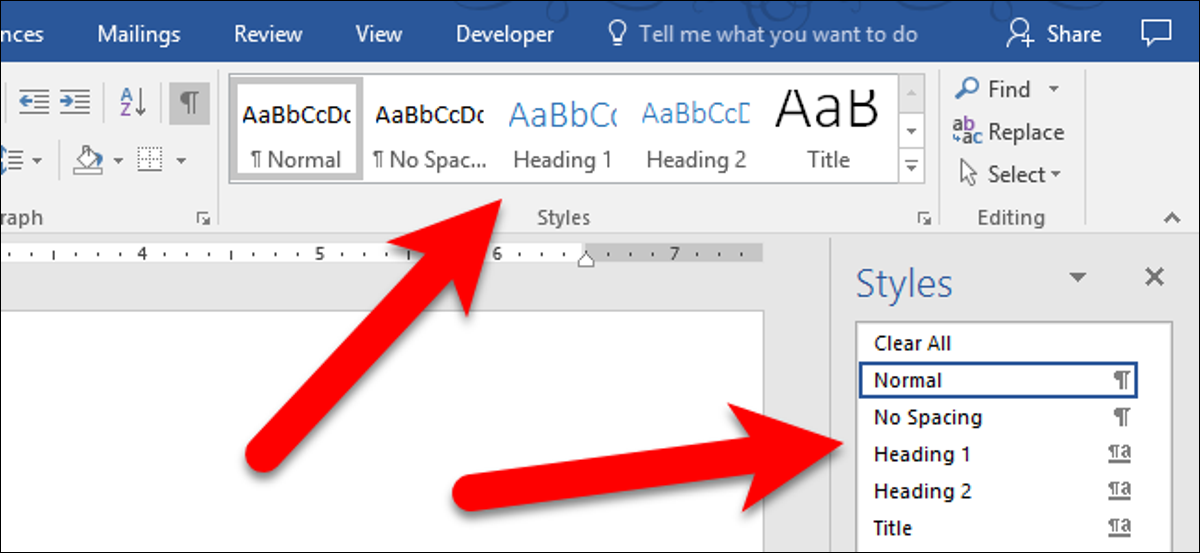 nces Mailings Review View Developer Tell me what you want to do Share
AaBbCcDc AaBbCcDc AaBbCc AaBbCcD AaB Find
A Z ¶
¶ Normal ¶ No Spac... Heading 1 Heading 2 Title
ab ac Replace
Select
raph Styles Editing
4 5 6 7
Styles
Clear All
Normal ¶
No Spacing ¶
Heading 1 ¶a
Heading 2 ¶a
Title ¶a